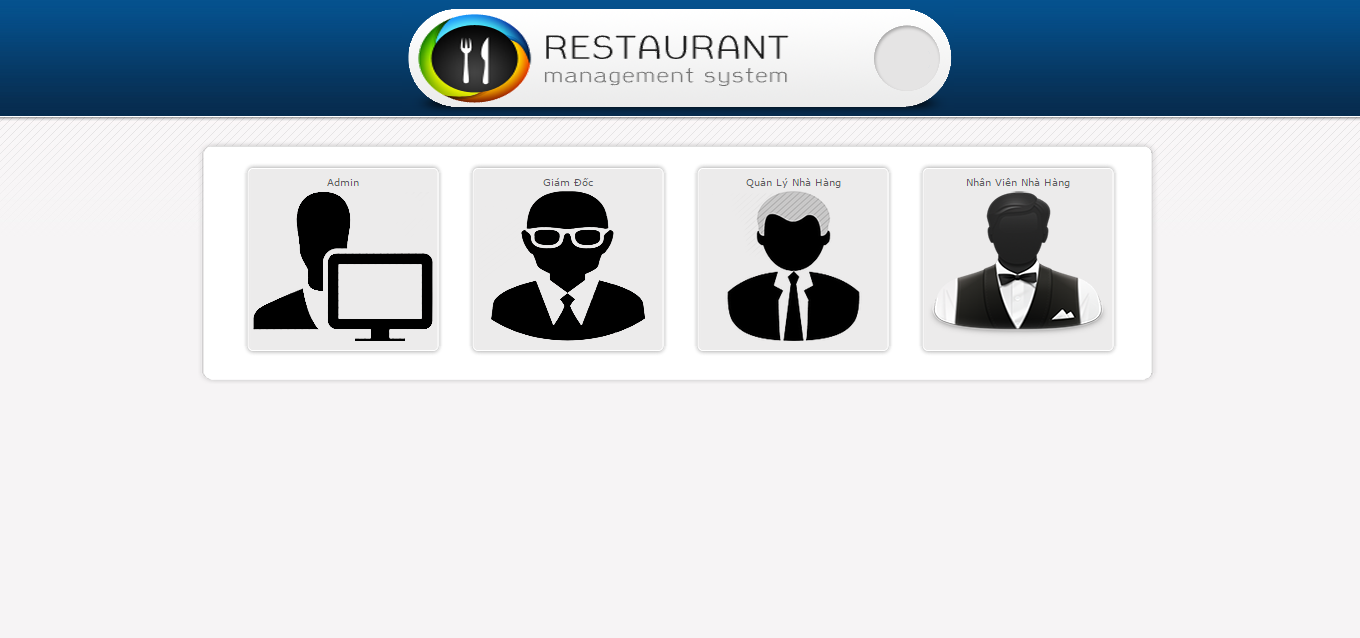 RESTAURANT
management system
Admin
Giám Đốc
Quản Lý Nhà Hàng
Nhân Viên Nhà Hàng